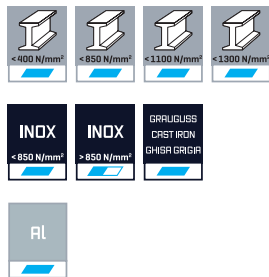 <400 N/mm²
<850 N/mm²
<1100 N/mm²
<1300 N/mm²
INOX
<850 N/mm²
INOX
>850 N/mm²
GRAUGUSS
CAST IRON
GHISA GRIGIA
Al